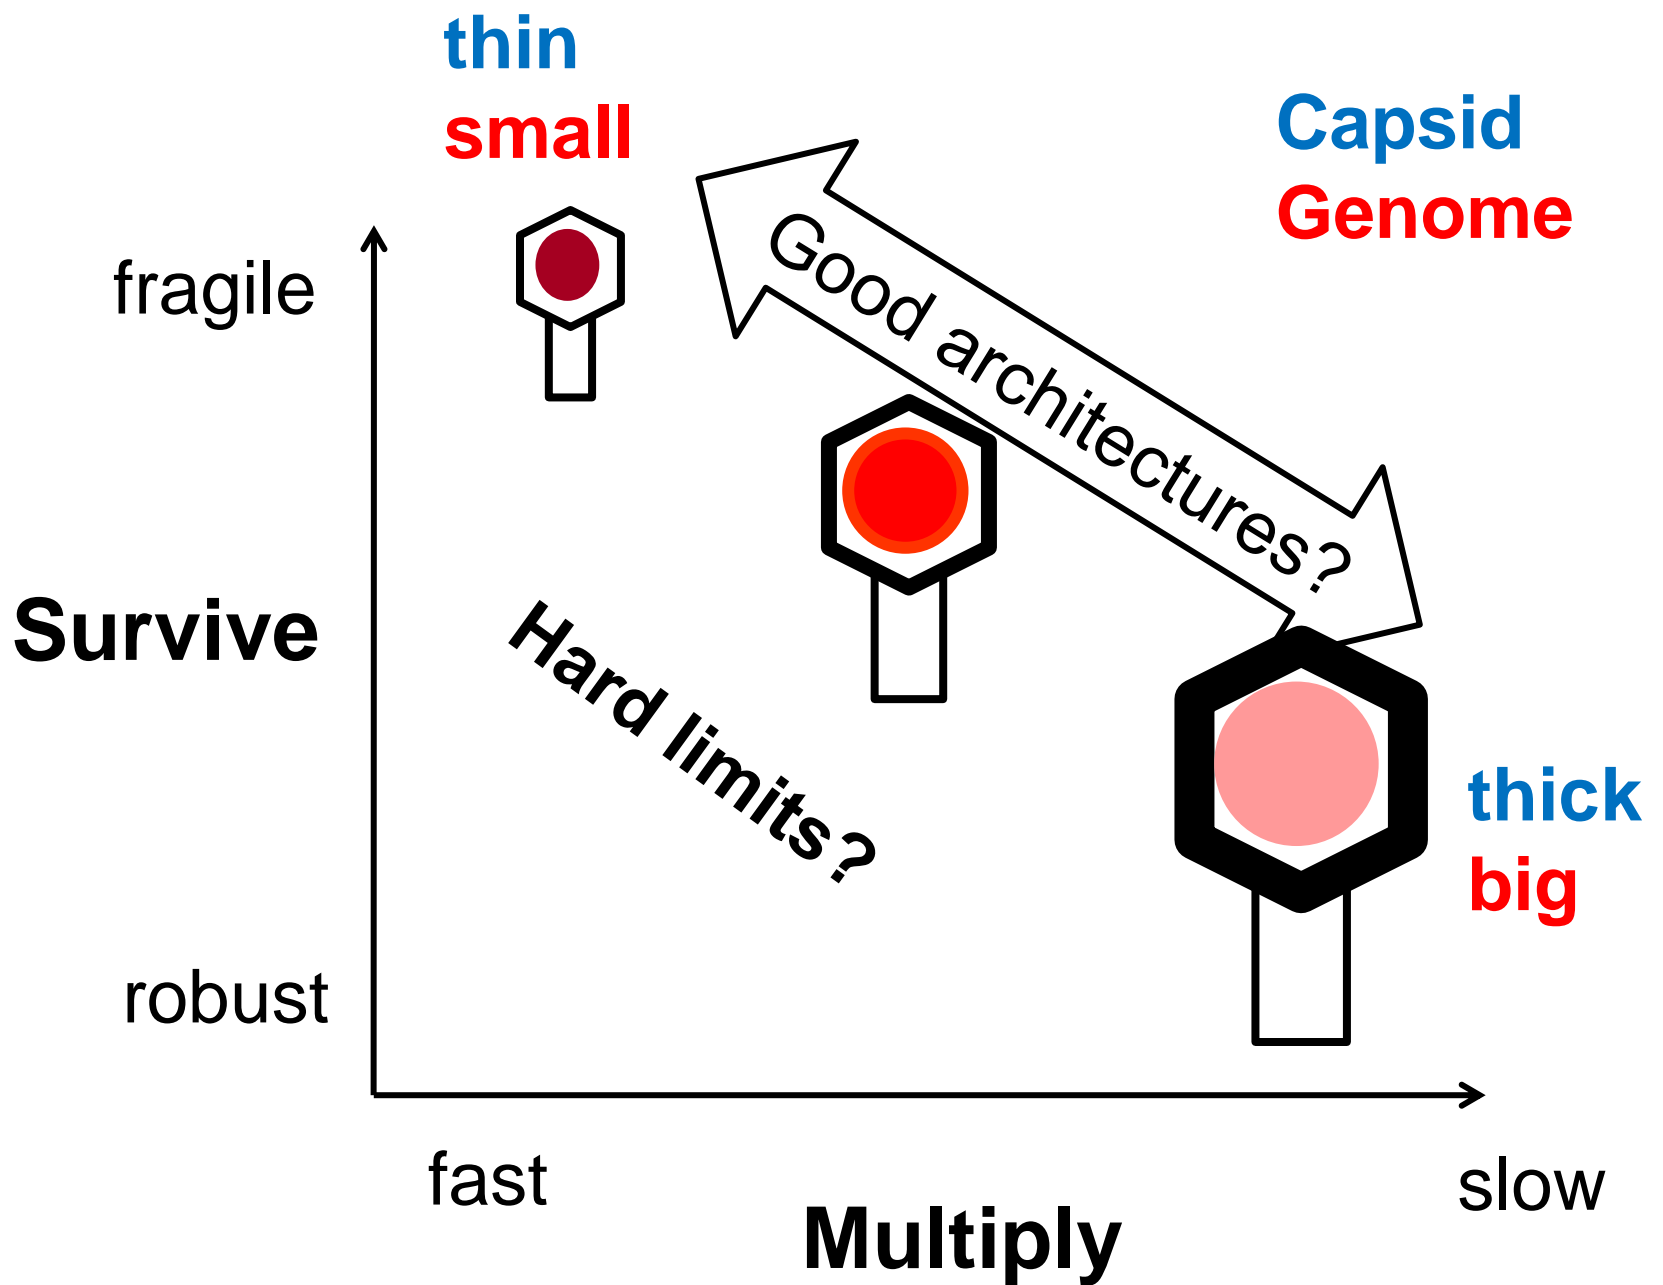 thin
small
Capsid
Genome
fragile
Good architectures?
Survive
Hard limits?
thick
big
robust
fast
slow
Multiply